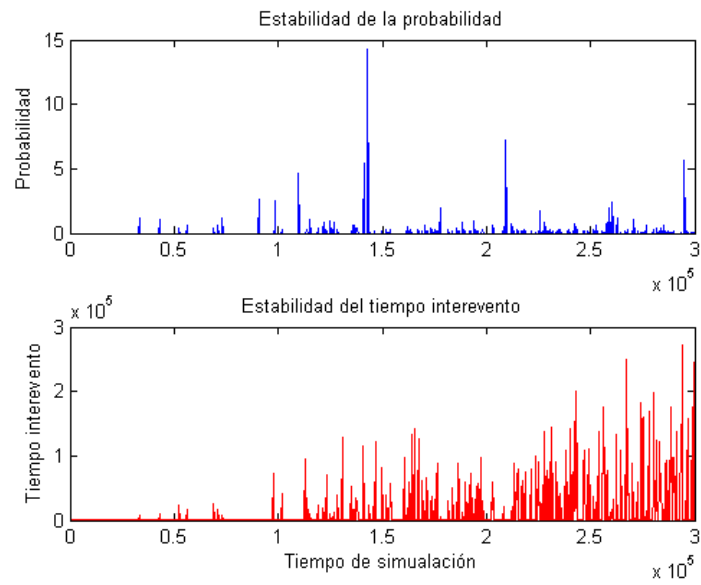 Estabilidad de la probabilidad
15
10
5
0
Probabilidad
0 0.5 1 1.5 2 2.5 3
x 10^5
Estabilidad del tiempo interevento
x 10^5
3
2
1
0
Tiempo interevento
0 0.5 1 1.5 2 2.5 3
Tiempo de simualación
x 10^5